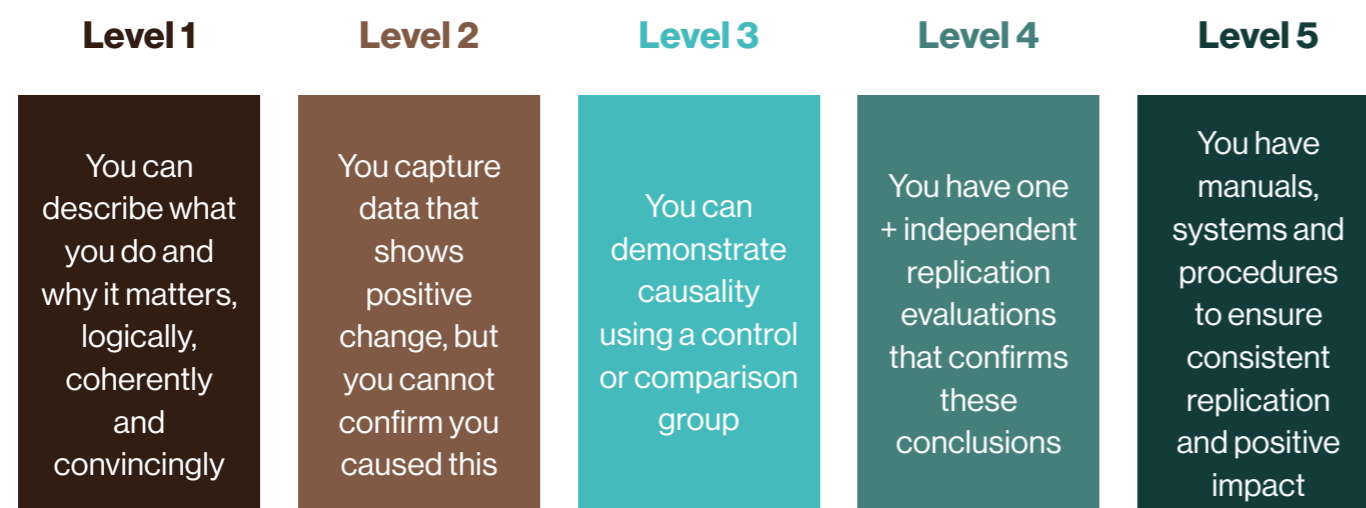 Level 1
You can
describe what
you do and
why it matters,
logically,
coherently
and
convincingly
Level 2
You capture
data that
shows
positive
change, but
you cannot
confirm you
caused this
Level 3
You can
demonstrate
causality
using a control
or comparison
group
Level 4
You have one
+ independent
replication
evaluations
that confirms
these
conclusions
Level 5
You have
manuals,
systems and
procedures
to ensure
consistent
replication
and positive
impact